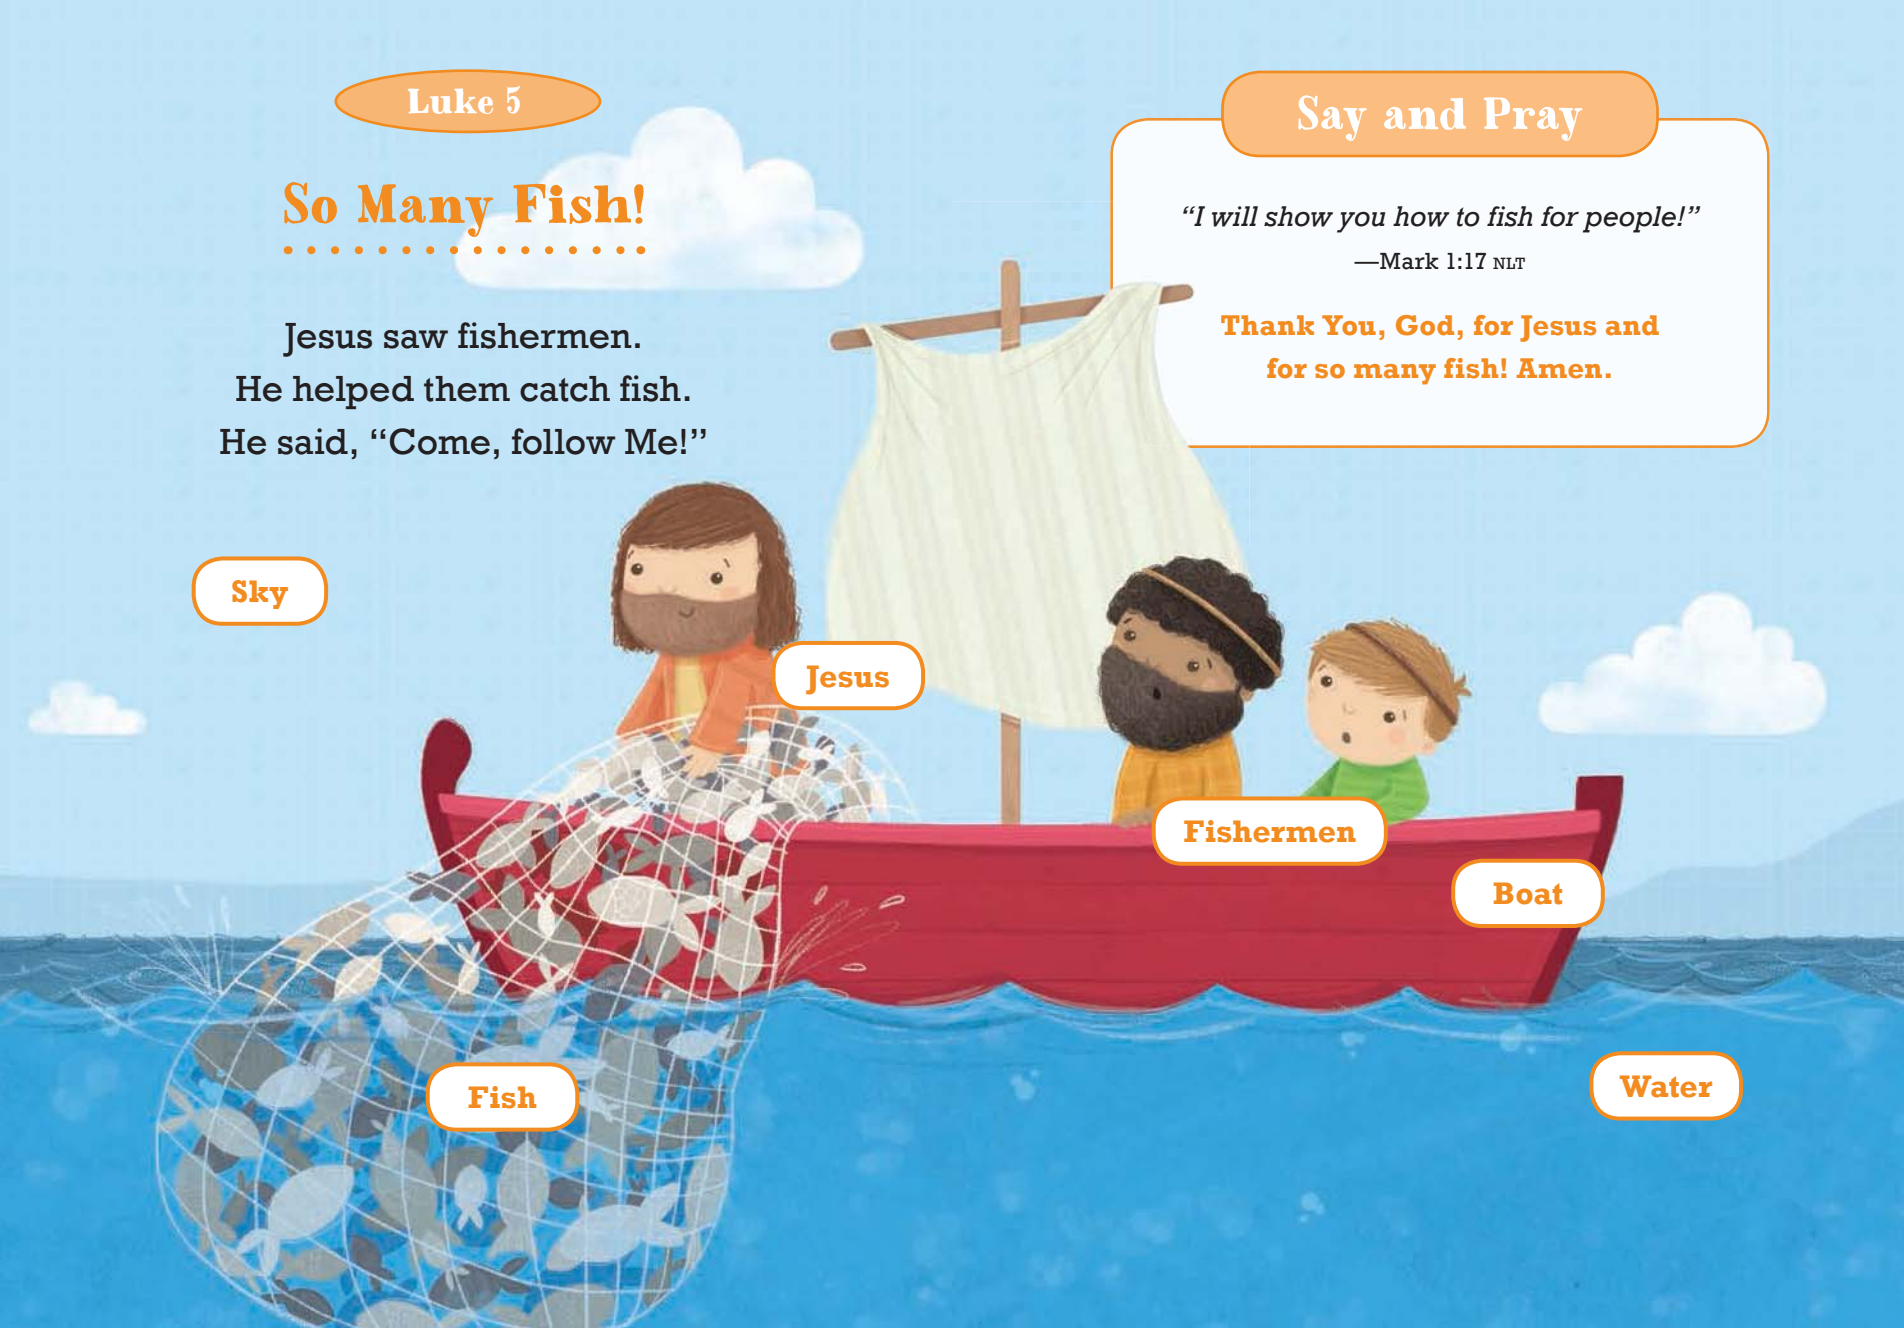 Luke 5
So Many Fish!
Jesus saw fishermen.
He helped them catch fish.
He said, “Come, follow Me!”
Say and Pray
“I will show you how to fish for people!”
—Mark 1:17 NLT
Thank You, God, for Jesus and
for so many fish! Amen.
Sky
Jesus
Fishermen
Boat
Fish
Water